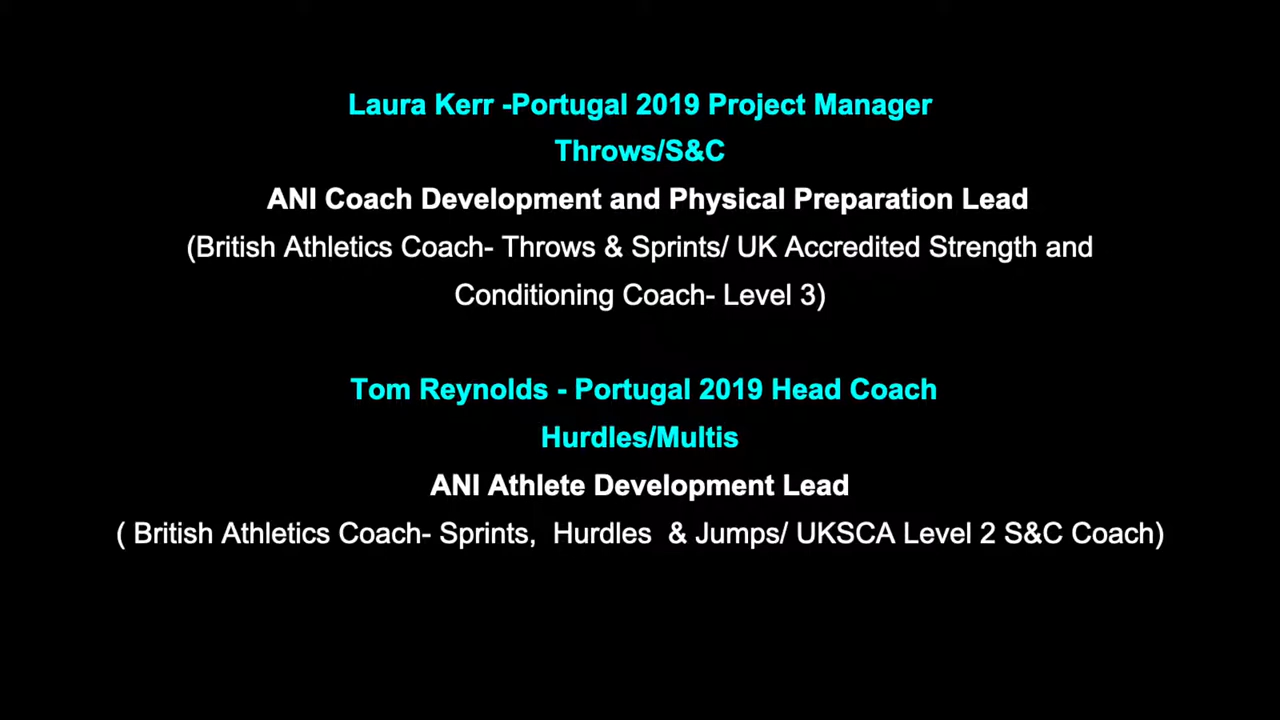 Laura Kerr -Portugal 2019 Project Manager
Throws/S&C
ANI Coach Development and Physical Preparation Lead
(British Athletics Coach- Throws & Sprints/ UK Accredited Strength and
Conditioning Coach- Level 3)
Tom Reynolds - Portugal 2019 Head Coach
Hurdles/Multis
ANI Athlete Development Lead
( British Athletics Coach- Sprints,  Hurdles  & Jumps/ UKSCA Level 2 S&C Coach)